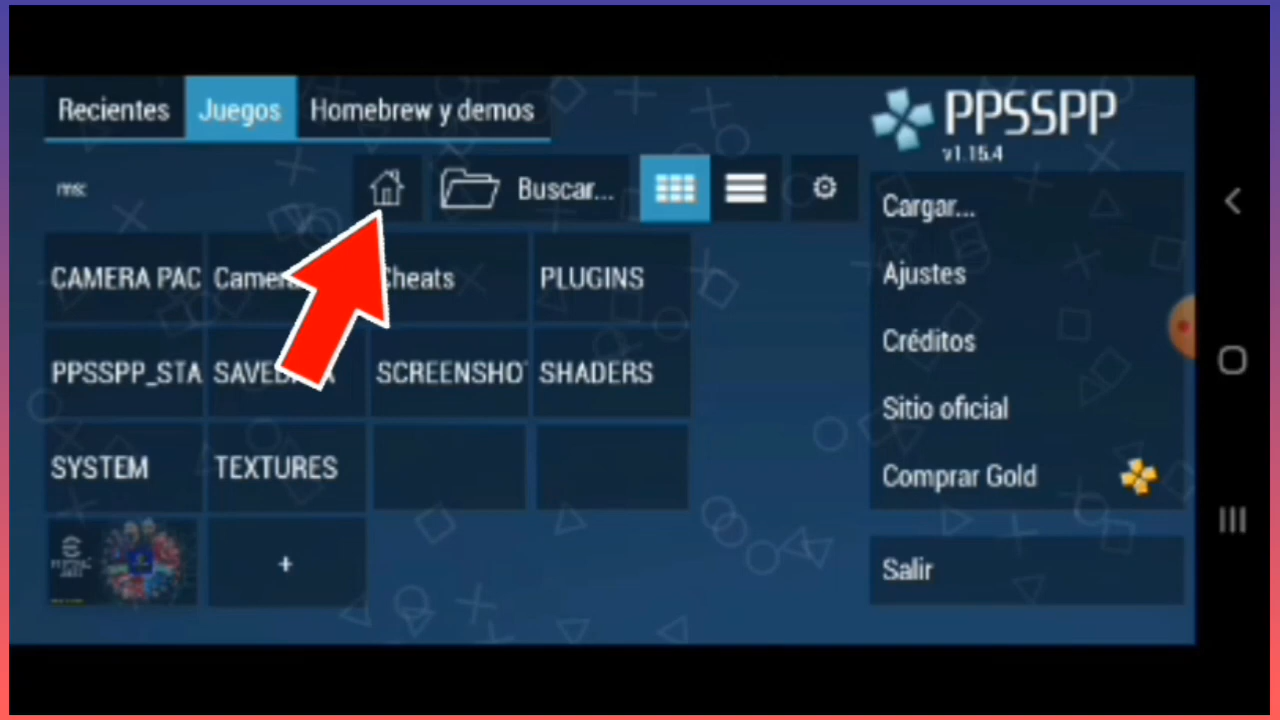 Recientes Juegos Homebrew y demos
PPSSPP
v1.15.4
Buscar...
Cargar...
CAMERA PAC Cheats PLUGINS
Ajustes
Créditos
PPSSPP_STA SCREENSHO SHADERS
Sitio oficial
SYSTEM TEXTURES
Comprar Gold
+
Salir